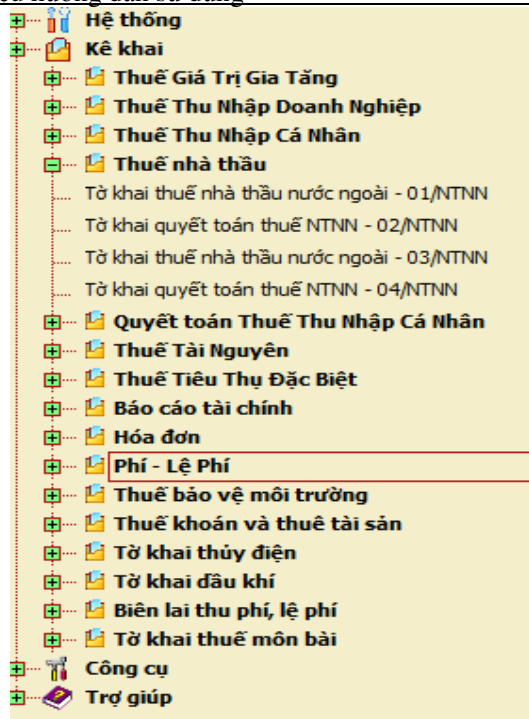 Hệ thống
Kê khai
Thuế Giá Trị Gia Tăng
Thuế Thu Nhập Doanh Nghiệp
Thuế Thu Nhập Cá Nhân
Thuế nhà thầu
Tờ khai thuế nhà thầu nước ngoài - 01/NTNN
Tờ khai quyết toán thuế NTNN - 02/NTNN
Tờ khai thuế nhà thầu nước ngoài - 03/NTNN
Tờ khai quyết toán thuế NTNN - 04/NTNN
Quyết toán Thuế Thu Nhập Cá Nhân
Thuế Tài Nguyên
Thuế Tiêu Thụ Đặc Biệt
Báo cáo tài chính
Hóa đơn
Phí - Lệ Phí
Thuế bảo vệ môi trường
Thuế khoán và thuê tài sản
Tờ khai thủy điện
Tờ khai dầu khí
Biên lai thu phí, lệ phí
Tờ khai thuế môn bài
Công cụ
Trợ giúp